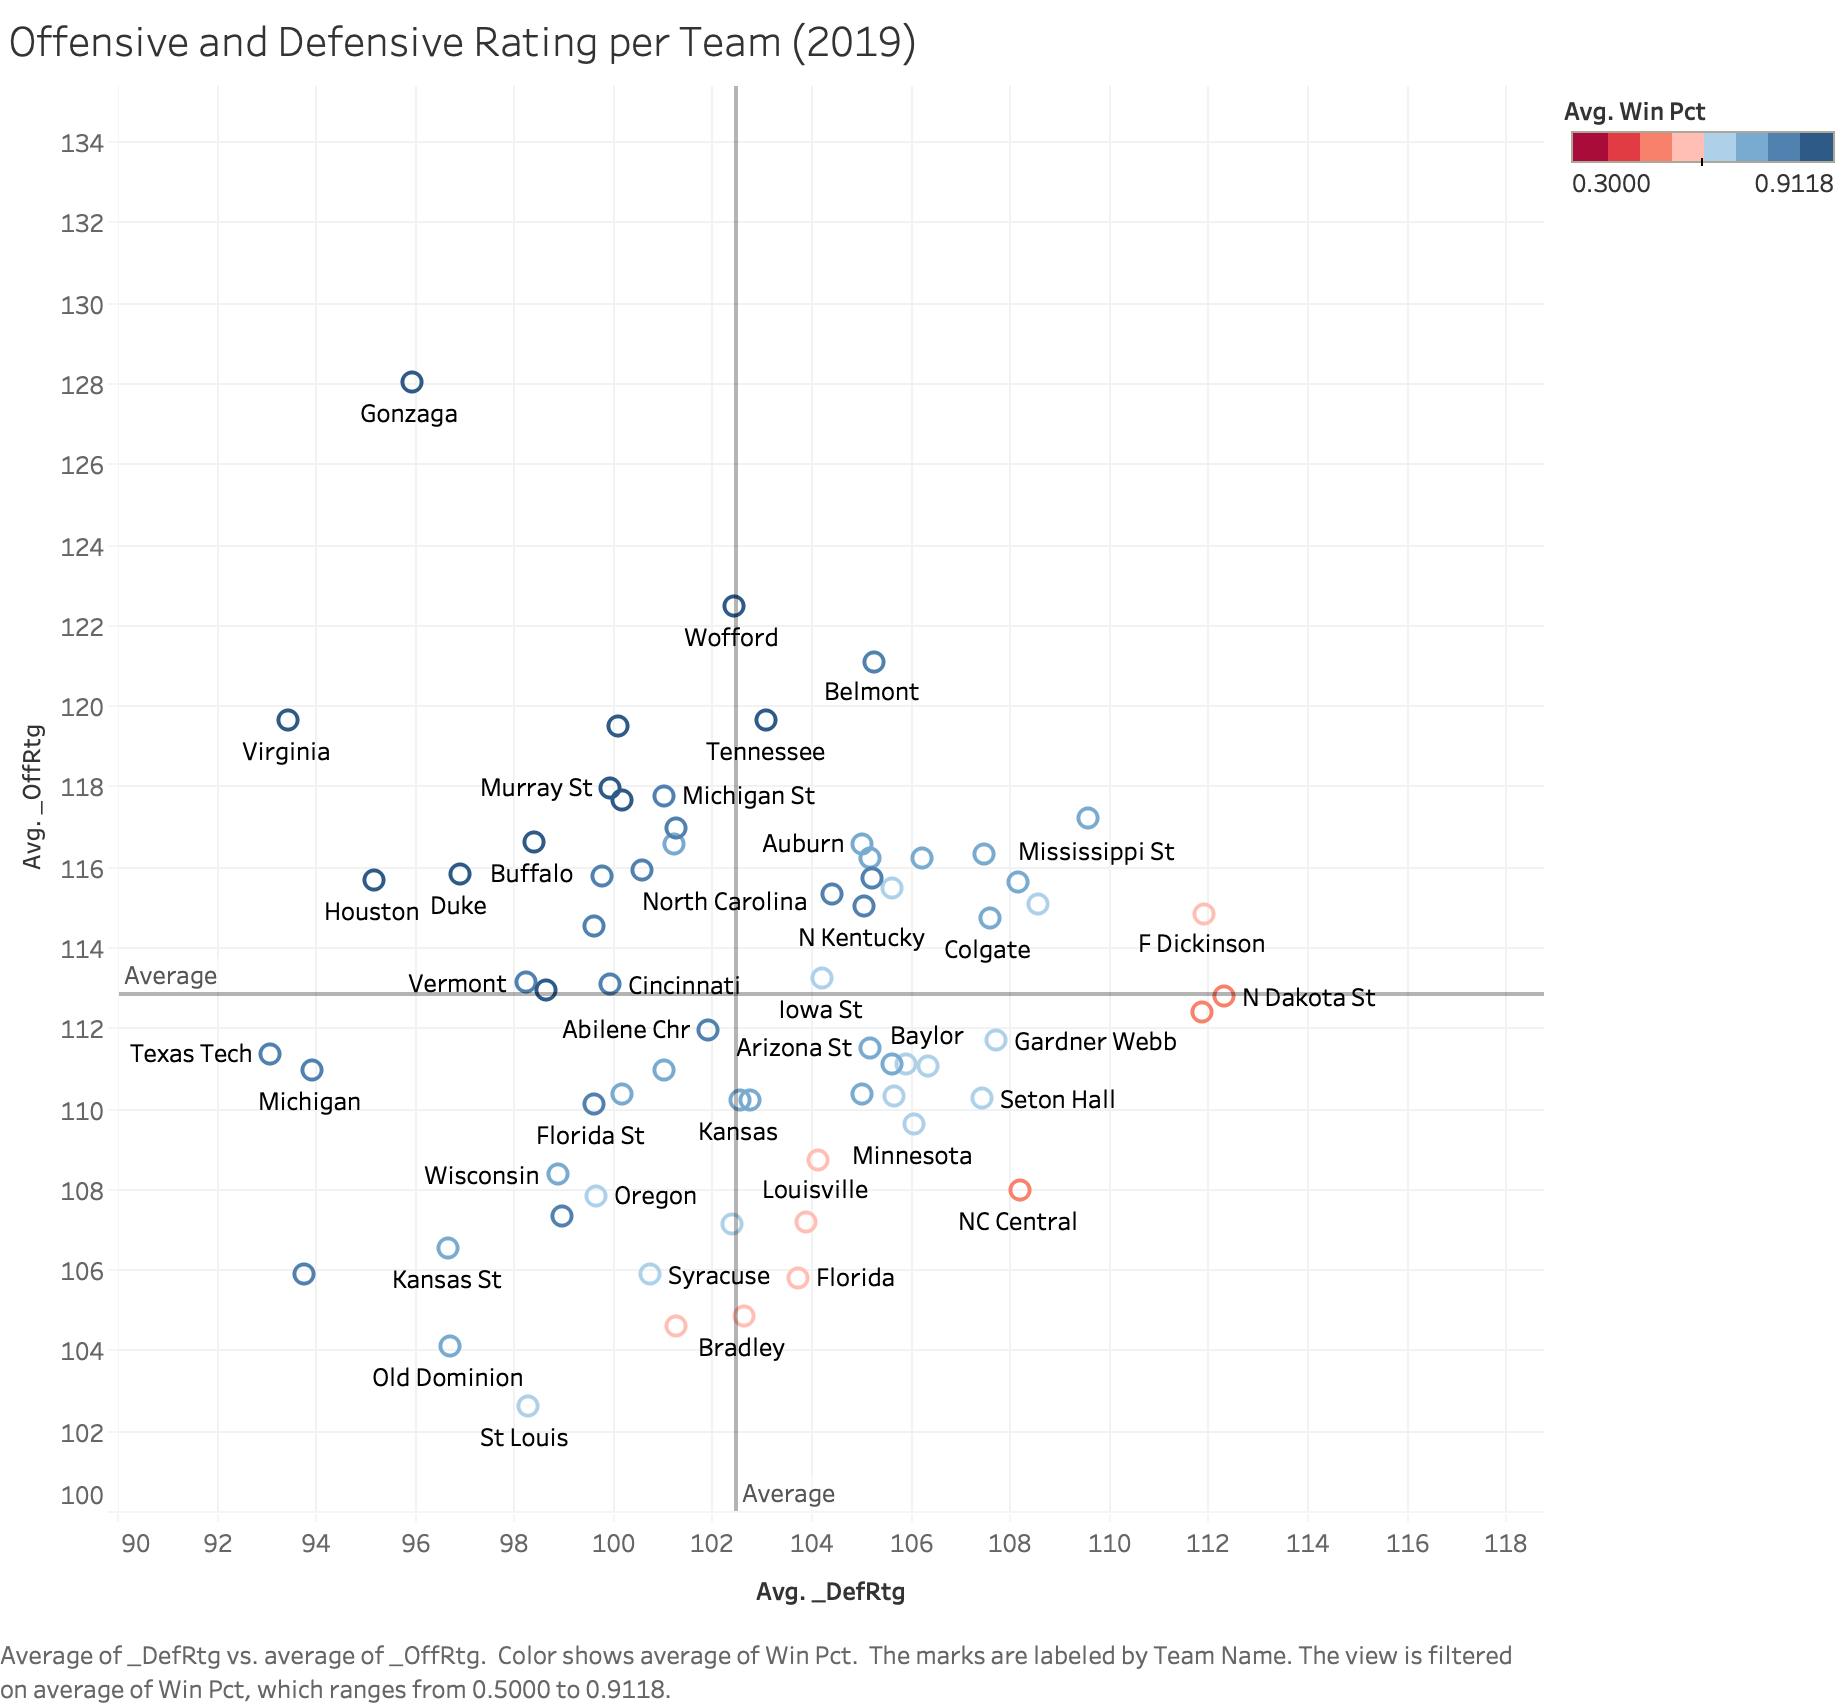 Offensive and Defensive Rating per Team (2019)
Avg. Win Pct
0.3000 0.9118
134
132
130
128
Gonzaga
126
124
122
Wofford
Belmont
120
Virginia
Tennessee
118
Murray St
Michigan St
Auburn
Mississippi St
116
Buffalo
Houston
Duke
North Carolina
N Kentucky
Colgate
F Dickinson
114
Average
Vermont
Cincinnati
N Dakota St
Iowa St
112
Abilene Chr
Arizona St
Baylor
Gardner Webb
Texas Tech
Michigan
110
Seton Hall
Florida St
Kansas
Minnesota
Wisconsin
108
Oregon
Louisville
NC Central
106
Kansas St
Syracuse
Florida
104
Bradley
Old Dominion
102
St Louis
100
Average
Avg. _OffRtg
90 92 94 96 98 100 102 104 106 108 110 112 114 116 118
Avg. _DefRtg
Average of _DefRtg vs. average of _OffRtg. Color shows average of Win Pct. The marks are labeled by Team Name. The view is filtered
on average of Win Pct, which ranges from 0.5000 to 0.9118.